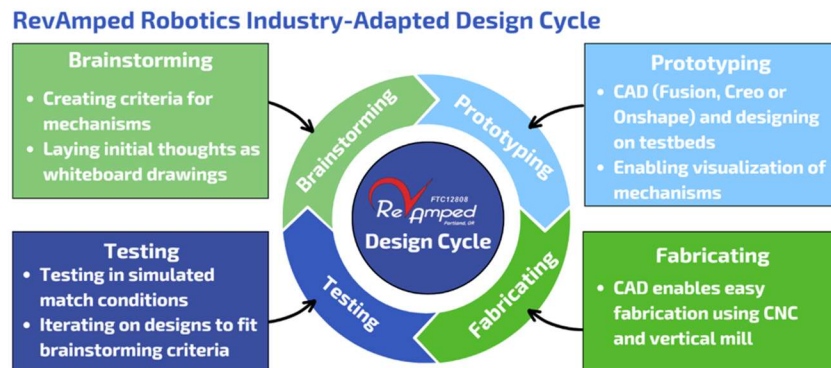 RevAmped Robotics Industry-Adapted Design Cycle
Brainstorming
• Creating criteria for
mechanisms
• Laying initial thoughts as
whiteboard drawings
Prototyping
• CAD (Fusion, Creo or
Onshape) and designing
on testbeds
• Enabling visualization of
mechanisms
Brainstorming
Prototyping
FTC12808
RevAmped
Portland, OR
Design Cycle
Testing
Fabricating
Testing
• Testing in simulated
match conditions
• Iterating on designs to fit
brainstorming criteria
Fabricating
• CAD enables easy
fabrication using CNC
and vertical mill